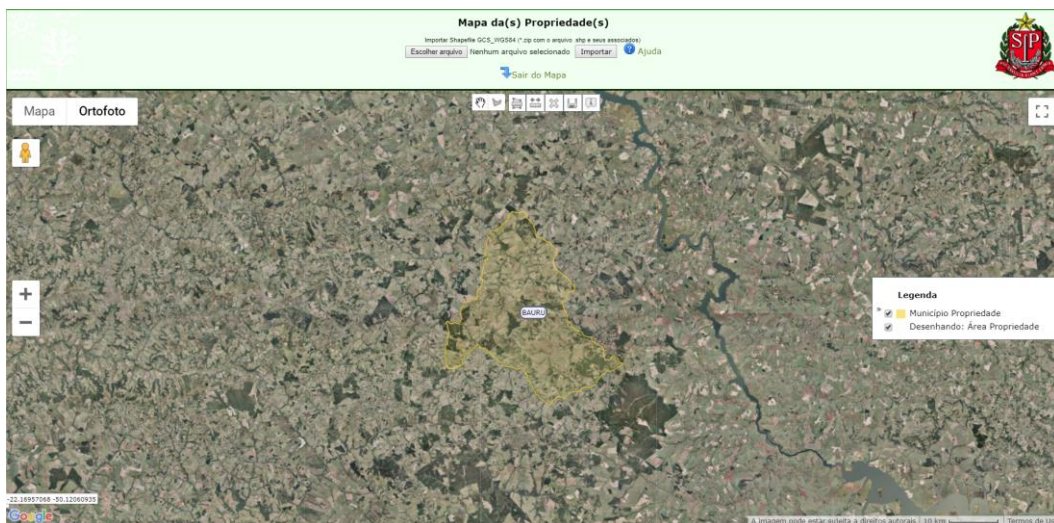 Mapa da(s) Propriedade(s)
Importar Shapefile GCS_WGS84 (*.zip com o arquivo .shp e seus associados)
Escolher arquivo Nenhum arquivo selecionado Importar ? Ajuda
Sair do Mapa
SP
Mapa Ortofoto
BAURU
+
−
Legenda
Município Propriedade
Desenhando: Área Propriedade
-22.16957068 -50.12060935
Google
A imagem pode estar sujeita a direitos autorais 10 km Termos de